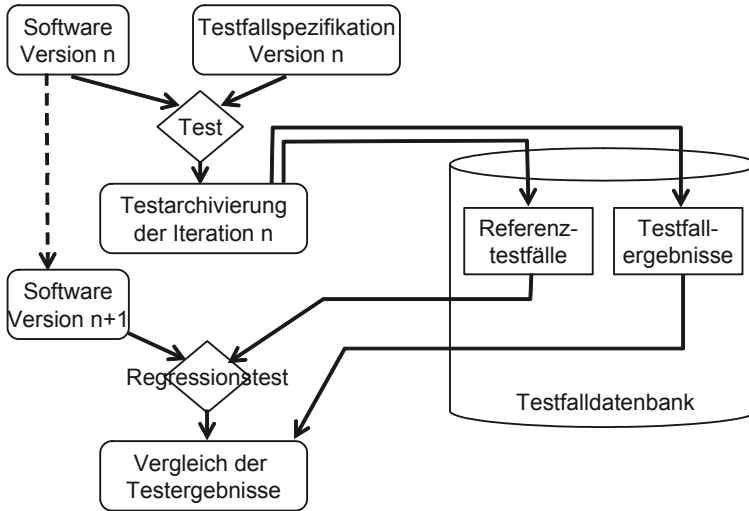 Software
Version n
Testfallspezifikation
Version n
Test
Testarchivierung
der Iteration n
Referenz-
testfälle
Testfall-
ergebnisse
Software
Version n+1
Regressionstest
Testfalldatenbank
Vergleich der
Testergebnisse